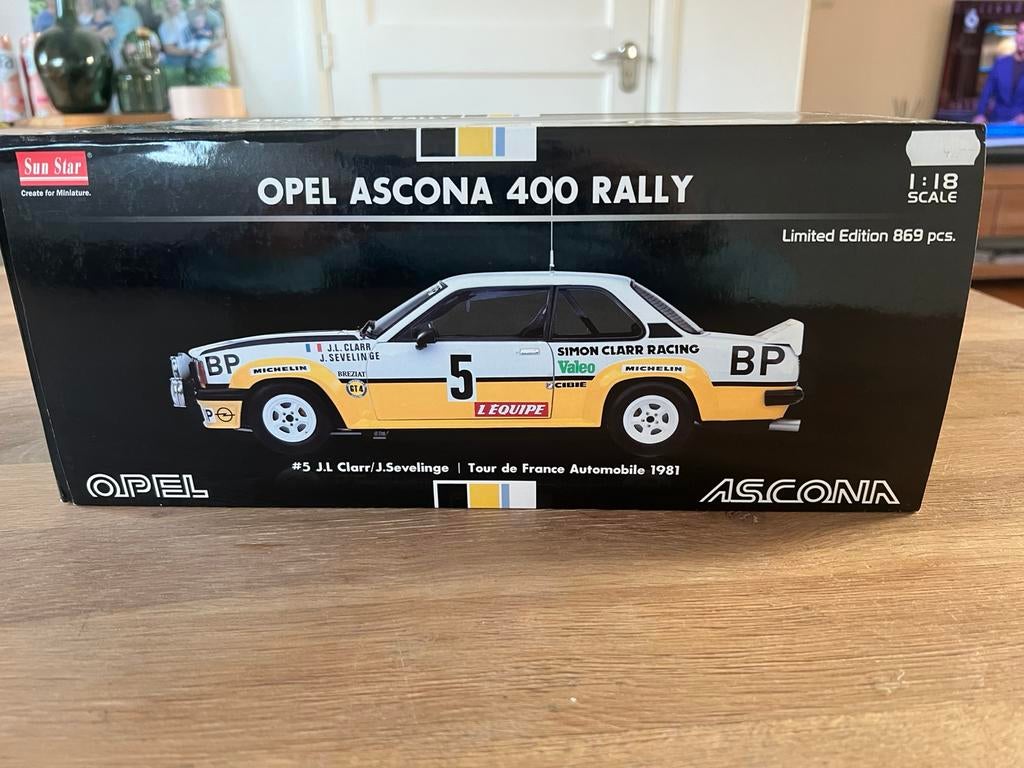 Sun Star
Create for Miniature.
OPEL ASCONA 400 RALLY
1:18
SCALE
Limited Edition 869 pcs.
BP
J.L. CLARR
J. SEVELINGE
MICHELIN
BREZIAT
GT4
5
L'ÉQUIPE
SIMON CLARR RACING
Valeo
MICHELIN
CIBIE
BP
#5 J.L Clarr/J.Sevelinge | Tour de France Automobile 1981
OPEL
ASCONA